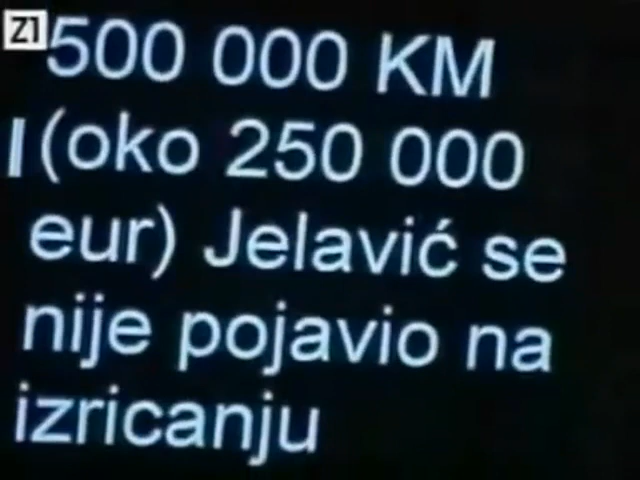 Z1
500 000 KM
(oko 250 000
eur) Jelavić se
nije pojavio na
izricanju